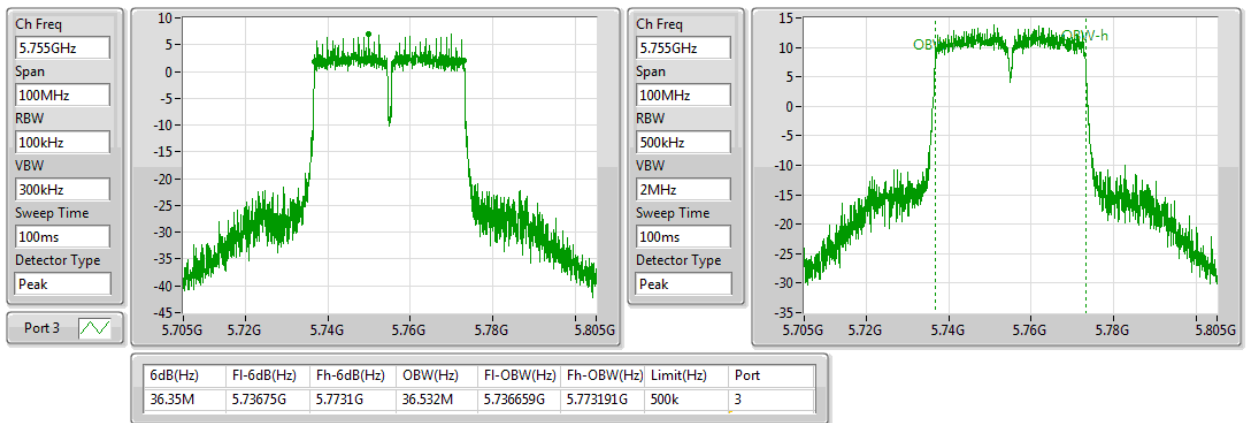 Ch Freq
5.755GHz
Span
100MHz
RBW
100kHz
VBW
300kHz
Sweep Time
100ms
Detector Type
Peak
Port 3
10
5
0
-5
-10
-15
-20
-25
-30
-35
-40
-45
5.705G 5.72G 5.74G 5.76G 5.78G 5.805G
Ch Freq
5.755GHz
Span
100MHz
RBW
500kHz
VBW
2MHz
Sweep Time
100ms
Detector Type
Peak
15
10
5
0
-5
-10
-15
-20
-25
-30
-35
OBW-h
5.705G 5.72G 5.74G 5.76G 5.78G 5.805G
6dB(Hz) Fl-6dB(Hz) Fh-6dB(Hz) OBW(Hz) Fl-OBW(Hz) Fh-OBW(Hz) Limit(Hz) Port
36.35M 5.73675G 5.7731G 36.532M 5.736659G 5.773191G 500k 3